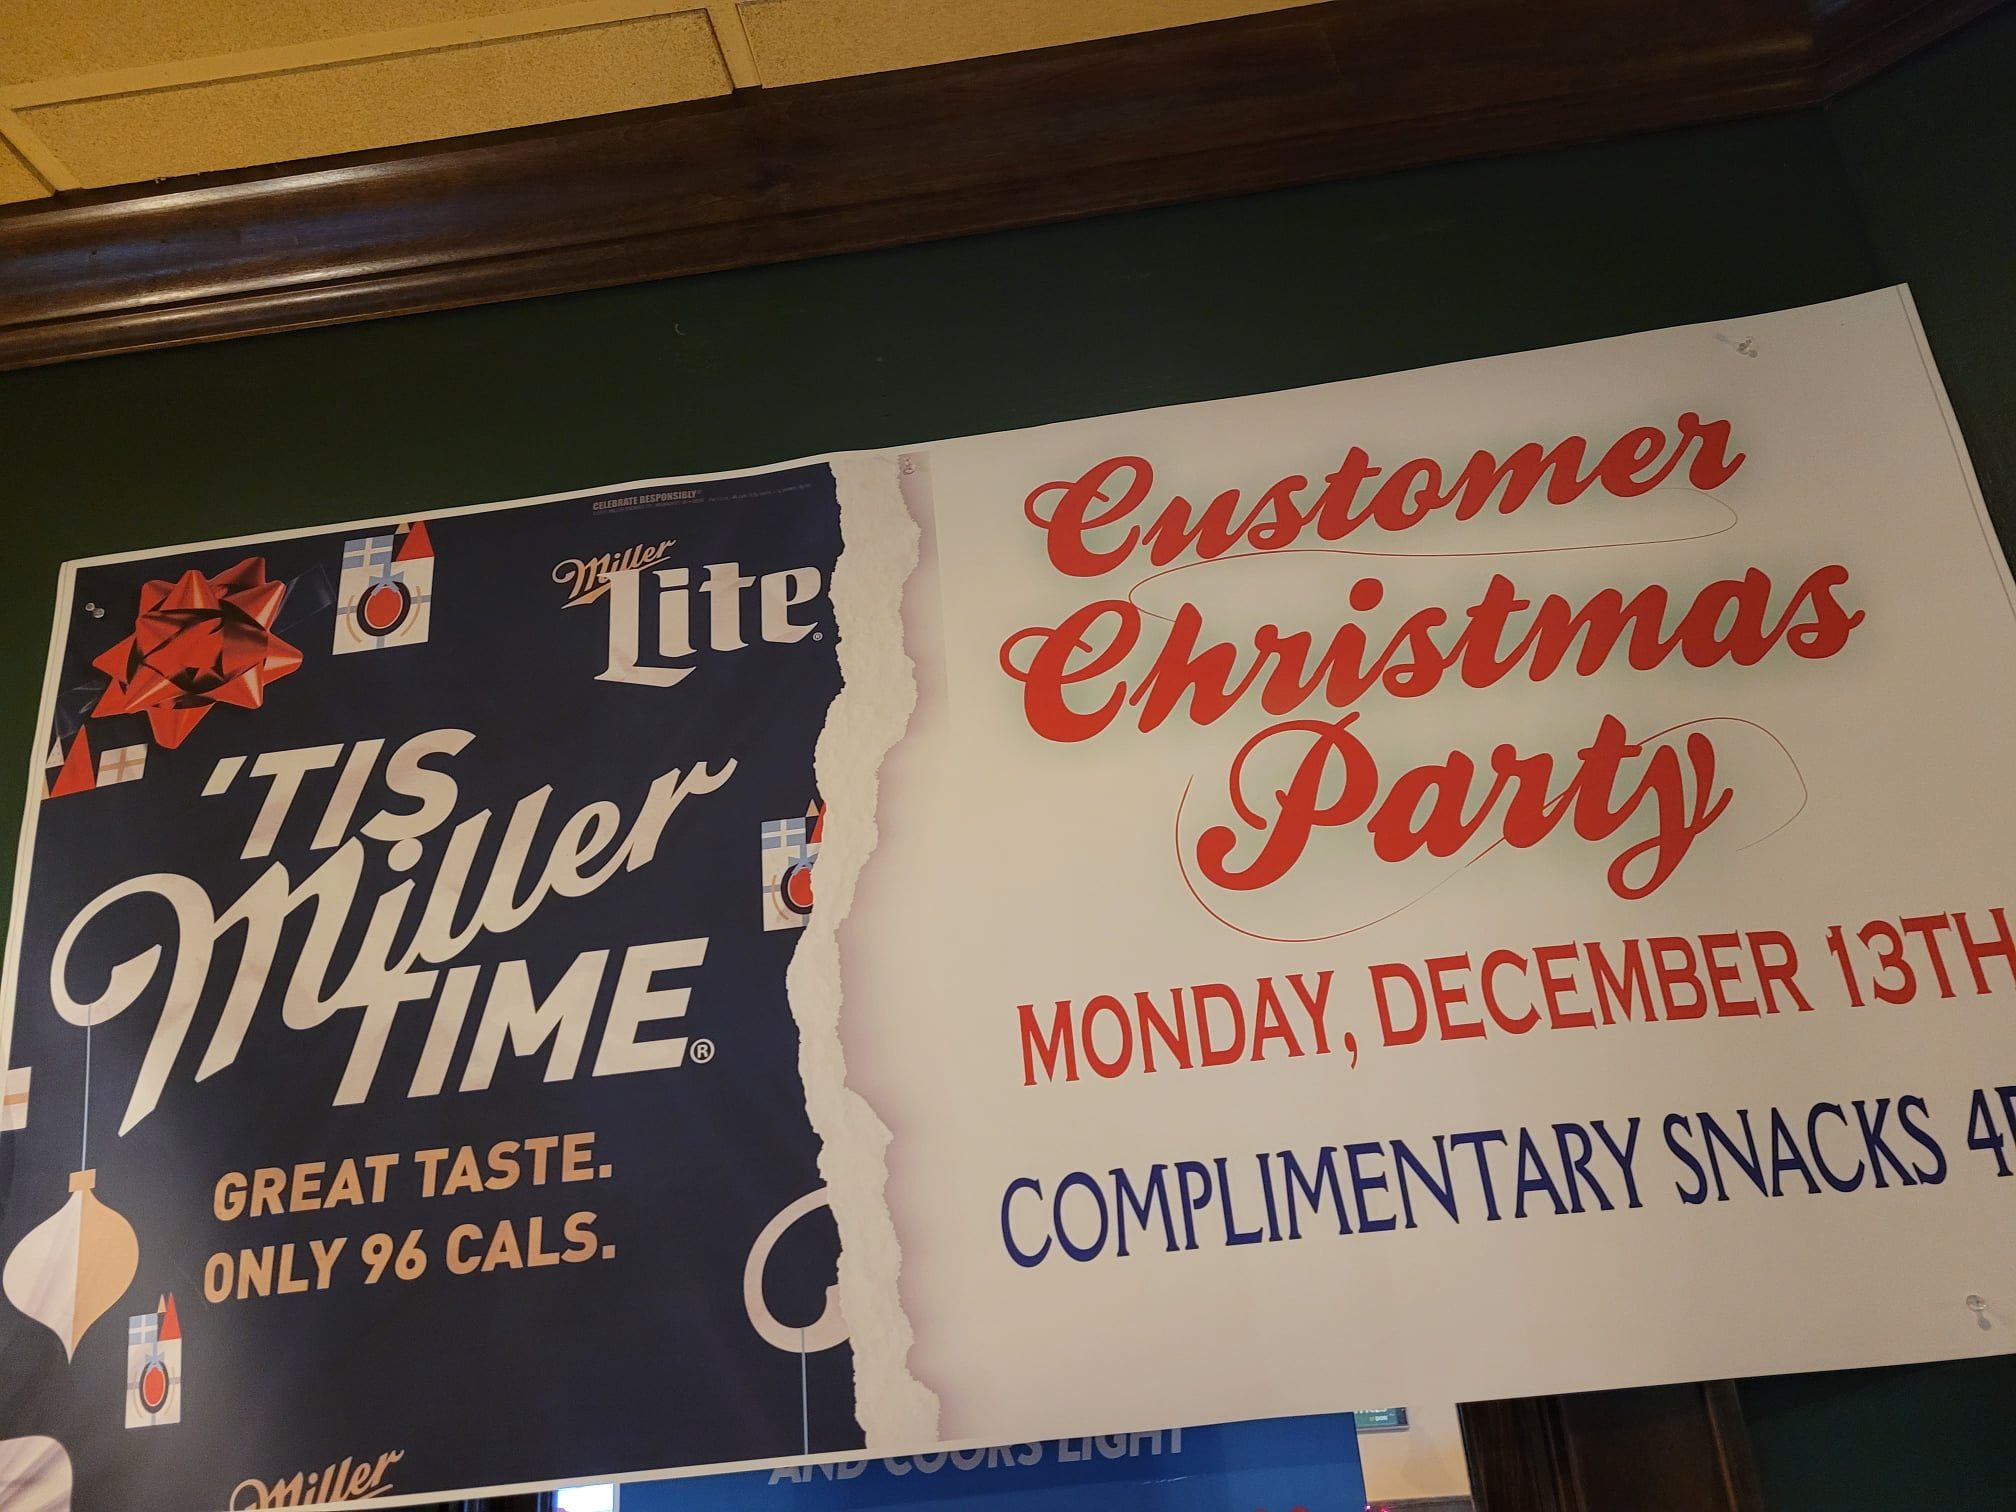 CELEBRATE RESPONSIBLY®
Miller
Lite®
'TIS
Miller
TIME®
GREAT TASTE.
ONLY 96 CALS.
Miller
Customer
Christmas
Party
MONDAY, DECEMBER 13TH
COMPLIMENTARY SNACKS 4P
AND COORS LIGHT